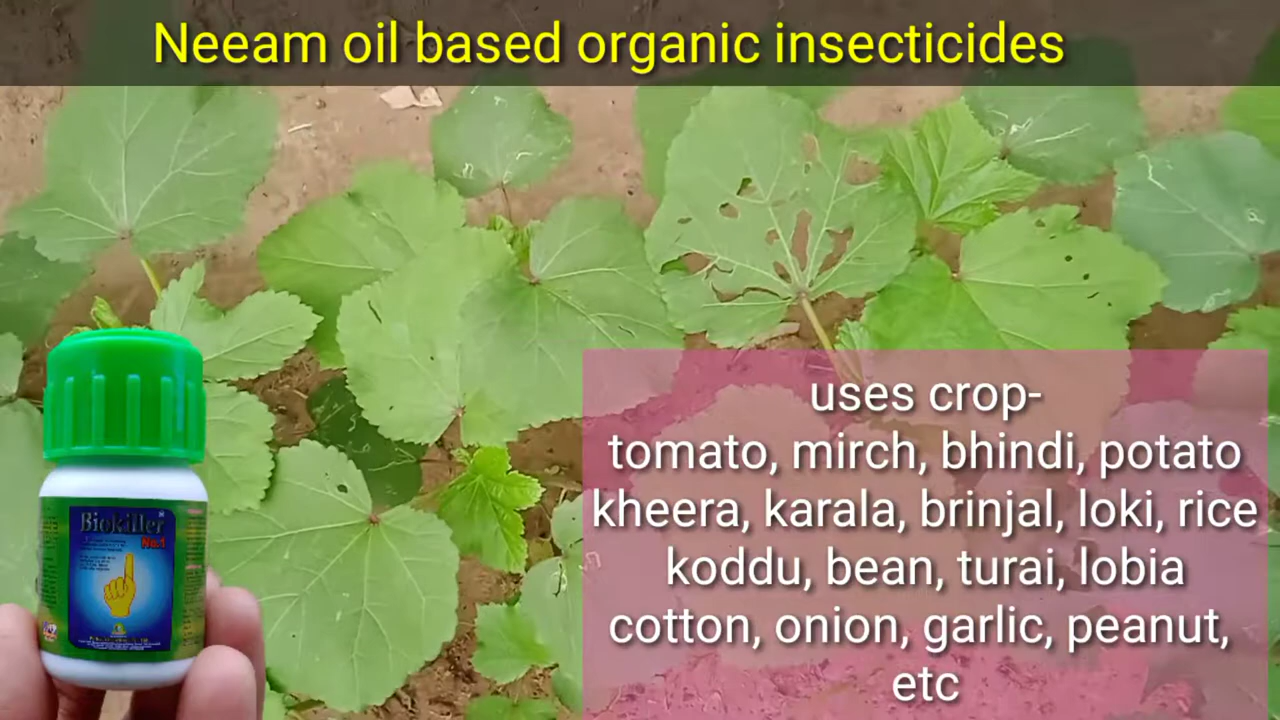 Neeam oil based organic insecticides
uses crop-
tomato, mirch, bhindi, potato
kheera, karala, brinjal, loki, rice
koddu, bean, turai, lobia
cotton, onion, garlic, peanut,
etc
Biokiller
No.1